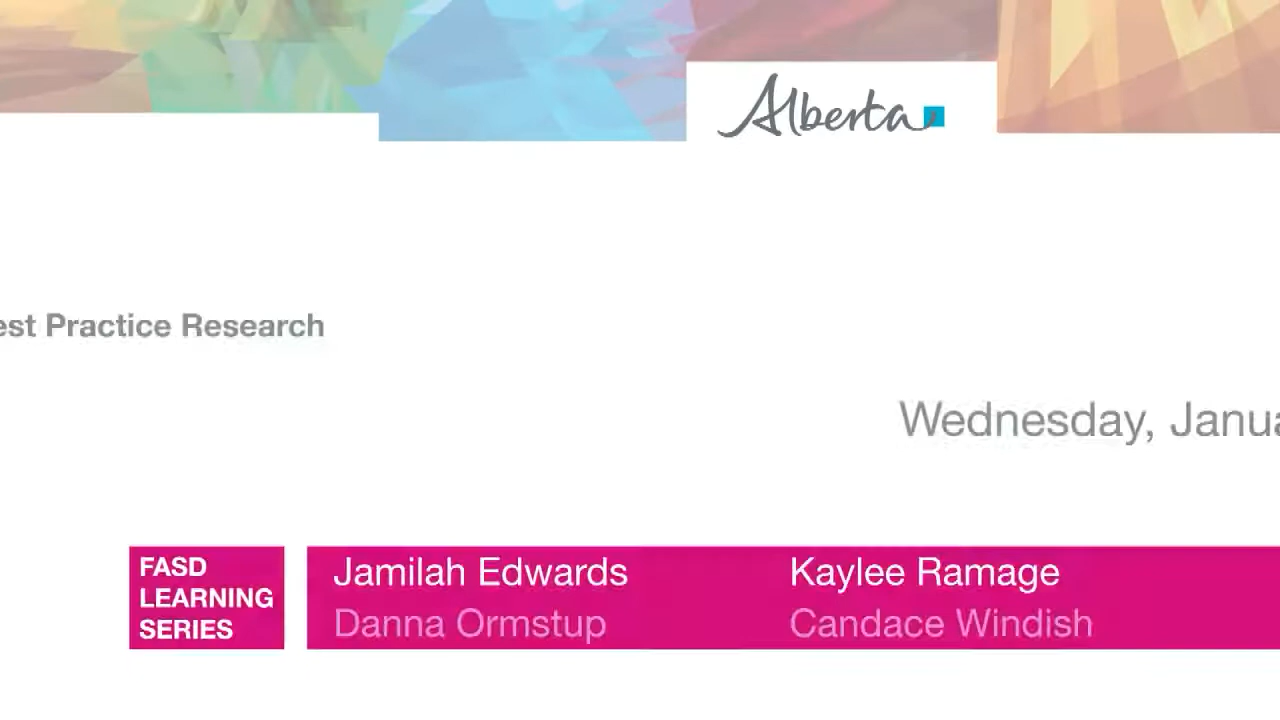 Alberta
est Practice Research
Wednesday, Janua
FASD
LEARNING
SERIES
Jamilah Edwards
Kaylee Ramage
Danna Ormstup
Candace Windish